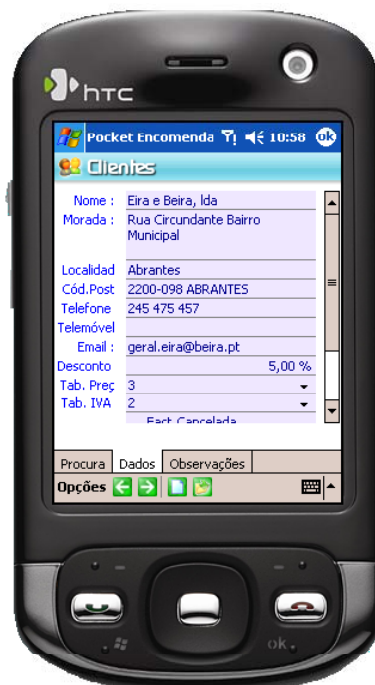 htc
Pocket Encomenda 10:58 ok
Clientes
Nome : Eira e Beira, lda
Morada : Rua Circundante Bairro
Municipal
Localidad Abrantes
Cód.Post 2200-098 ABRANTES
Telefone 245 475 457
Telemóvel
Email : geral.eira@beira.pt
Desconto 5,00 %
Tab. Preç 3
Tab. IVA 2
Fact Cancelada
Procura Dados Observações
Opções
ok